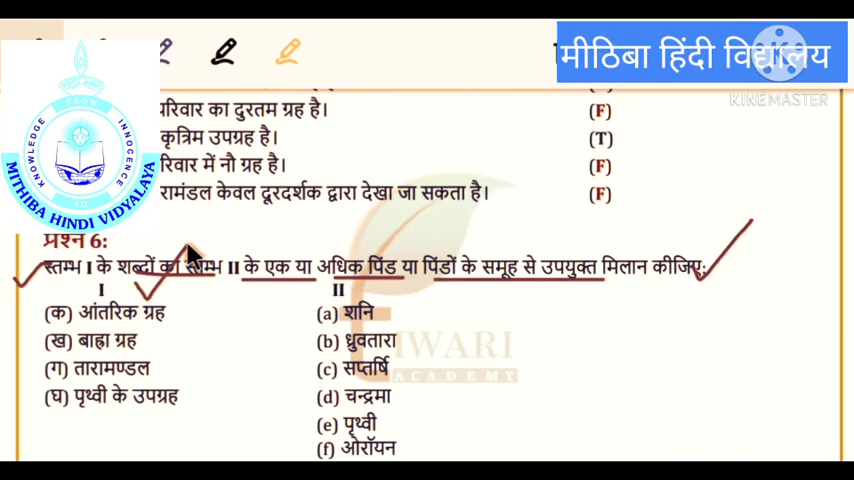 मीठिबा हिंदी विद्यालय
KINEMASTER
FROM
KNOWLEDGE
INNOCENCE
TO
MITHIBA HINDI VIDYALAYA
परिवार का दुरतम ग्रह है। (F)
कृत्रिम उपग्रह है। (T)
रिवार में नौ ग्रह है। (F)
रामंडल केवल दूरदर्शक द्वारा देखा जा सकता है। (F)
प्रश्न 6:
स्तम्भ I के शब्दों का स्तम्भ II के एक या अधिक पिंड या पिंडों के समूह से उपयुक्त मिलान कीजिए:
I II
(क) आंतरिक ग्रह (a) शनि
(ख) बाह्रा ग्रह (b) ध्रुवतारा
(ग) तारामण्डल (c) सप्तर्षि
(घ) पृथ्वी के उपग्रह (d) चन्द्रमा
(e) पृथ्वी
(f) ओरॉयन
TIWARI
ACADEMY